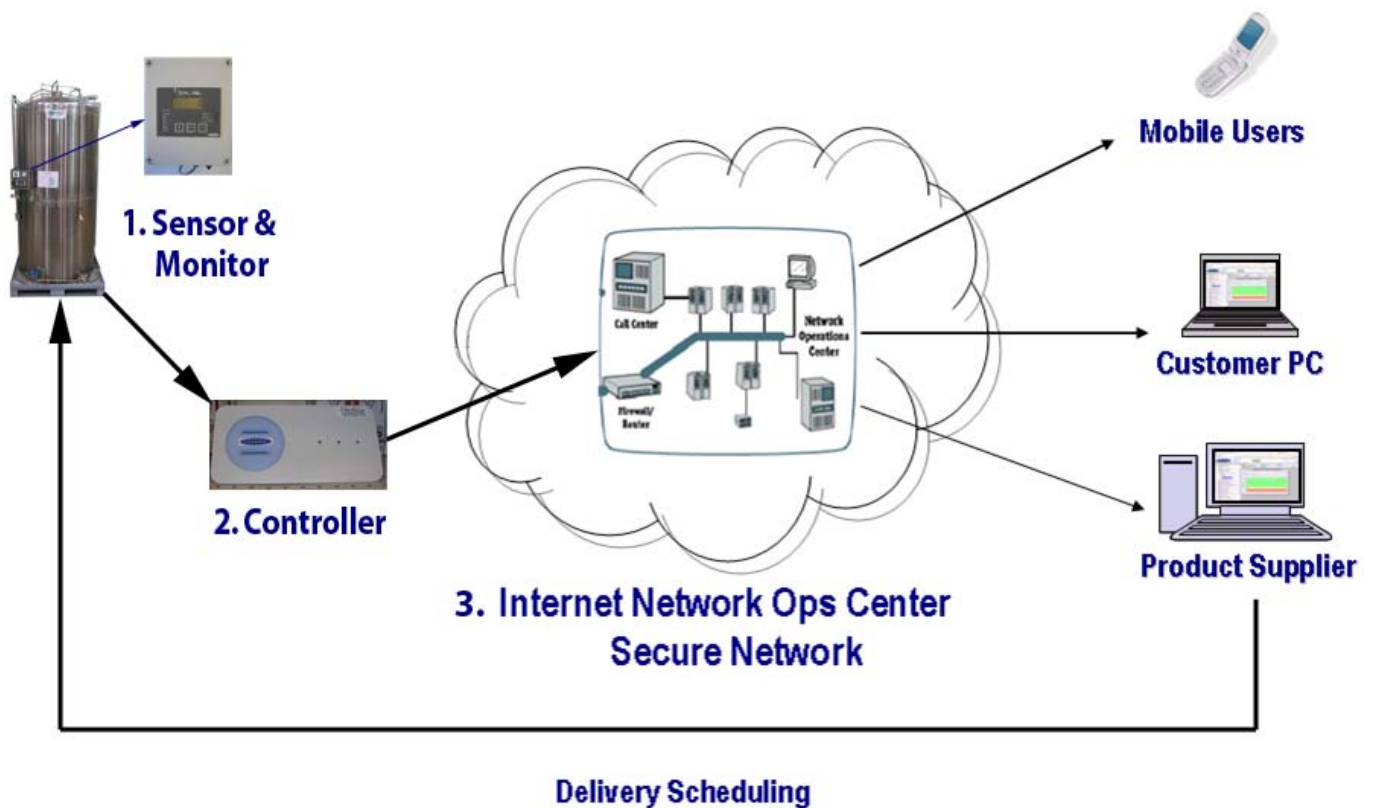 1. Sensor &
Monitor
2. Controller
Call Center
Firewall/
Router
Network
Operations
Center
3. Internet Network Ops Center
Secure Network
Mobile Users
Customer PC
Product Supplier
Delivery Scheduling